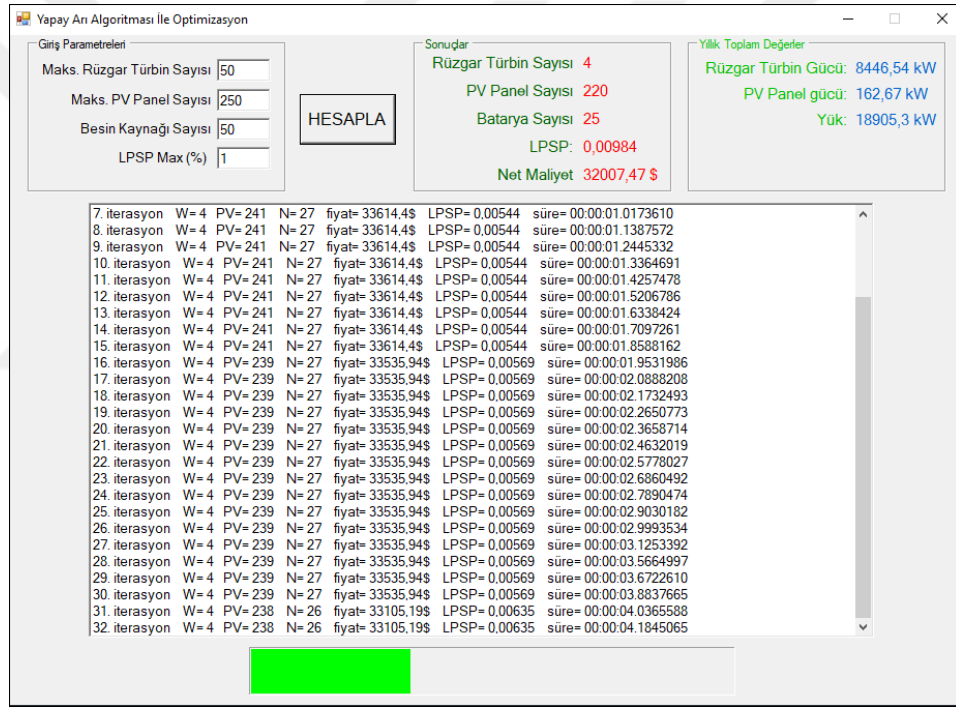 Yapay Arı Algoritması İle Optimizasyon
Giriş Parametreleri
Maks. Rüzgar Türbin Sayısı 50
Maks. PV Panel Sayısı 250
Besin Kaynağı Sayısı 50
LPSP Max (%) 1
HESAPLA
Sonuçlar
Rüzgar Türbin Sayısı 4
PV Panel Sayısı 220
Batarya Sayısı 25
LPSP: 0,00984
Net Maliyet 32007,47 $
Yıllık Toplam Değerler
Rüzgar Türbin Gücü: 8446,54 kW
PV Panel gücü: 162,67 kW
Yük: 18905,3 kW
7. iterasyon W= 4 PV= 241 N= 27 fiyat= 33614,4$ LPSP= 0,00544 süre= 00:00:01.0173610
8. iterasyon W= 4 PV= 241 N= 27 fiyat= 33614,4$ LPSP= 0,00544 süre= 00:00:01.1387572
9. iterasyon W= 4 PV= 241 N= 27 fiyat= 33614,4$ LPSP= 0,00544 süre= 00:00:01.2445332
10. iterasyon W= 4 PV= 241 N= 27 fiyat= 33614,4$ LPSP= 0,00544 süre= 00:00:01.3364691
11. iterasyon W= 4 PV= 241 N= 27 fiyat= 33614,4$ LPSP= 0,00544 süre= 00:00:01.4257478
12. iterasyon W= 4 PV= 241 N= 27 fiyat= 33614,4$ LPSP= 0,00544 süre= 00:00:01.5206786
13. iterasyon W= 4 PV= 241 N= 27 fiyat= 33614,4$ LPSP= 0,00544 süre= 00:00:01.6338424
14. iterasyon W= 4 PV= 241 N= 27 fiyat= 33614,4$ LPSP= 0,00544 süre= 00:00:01.7097261
15. iterasyon W= 4 PV= 241 N= 27 fiyat= 33614,4$ LPSP= 0,00544 süre= 00:00:01.8588162
16. iterasyon W= 4 PV= 239 N= 27 fiyat= 33535,94$ LPSP= 0,00569 süre= 00:00:01.9531986
17. iterasyon W= 4 PV= 239 N= 27 fiyat= 33535,94$ LPSP= 0,00569 süre= 00:00:02.0888208
18. iterasyon W= 4 PV= 239 N= 27 fiyat= 33535,94$ LPSP= 0,00569 süre= 00:00:02.1732493
19. iterasyon W= 4 PV= 239 N= 27 fiyat= 33535,94$ LPSP= 0,00569 süre= 00:00:02.2650773
20. iterasyon W= 4 PV= 239 N= 27 fiyat= 33535,94$ LPSP= 0,00569 süre= 00:00:02.3658714
21. iterasyon W= 4 PV= 239 N= 27 fiyat= 33535,94$ LPSP= 0,00569 süre= 00:00:02.4632019
22. iterasyon W= 4 PV= 239 N= 27 fiyat= 33535,94$ LPSP= 0,00569 süre= 00:00:02.5778027
23. iterasyon W= 4 PV= 239 N= 27 fiyat= 33535,94$ LPSP= 0,00569 süre= 00:00:02.6860492
24. iterasyon W= 4 PV= 239 N= 27 fiyat= 33535,94$ LPSP= 0,00569 süre= 00:00:02.7890474
25. iterasyon W= 4 PV= 239 N= 27 fiyat= 33535,94$ LPSP= 0,00569 süre= 00:00:02.9030182
26. iterasyon W= 4 PV= 239 N= 27 fiyat= 33535,94$ LPSP= 0,00569 süre= 00:00:02.9993534
27. iterasyon W= 4 PV= 239 N= 27 fiyat= 33535,94$ LPSP= 0,00569 süre= 00:00:03.1253392
28. iterasyon W= 4 PV= 239 N= 27 fiyat= 33535,94$ LPSP= 0,00569 süre= 00:00:03.5664997
29. iterasyon W= 4 PV= 239 N= 27 fiyat= 33535,94$ LPSP= 0,00569 süre= 00:00:03.6722610
30. iterasyon W= 4 PV= 239 N= 27 fiyat= 33535,94$ LPSP= 0,00569 süre= 00:00:03.8837665
31. iterasyon W= 4 PV= 238 N= 26 fiyat= 33105,19$ LPSP= 0,00635 süre= 00:00:04.0365588
32. iterasyon W= 4 PV= 238 N= 26 fiyat= 33105,19$ LPSP= 0,00635 süre= 00:00:04.1845065